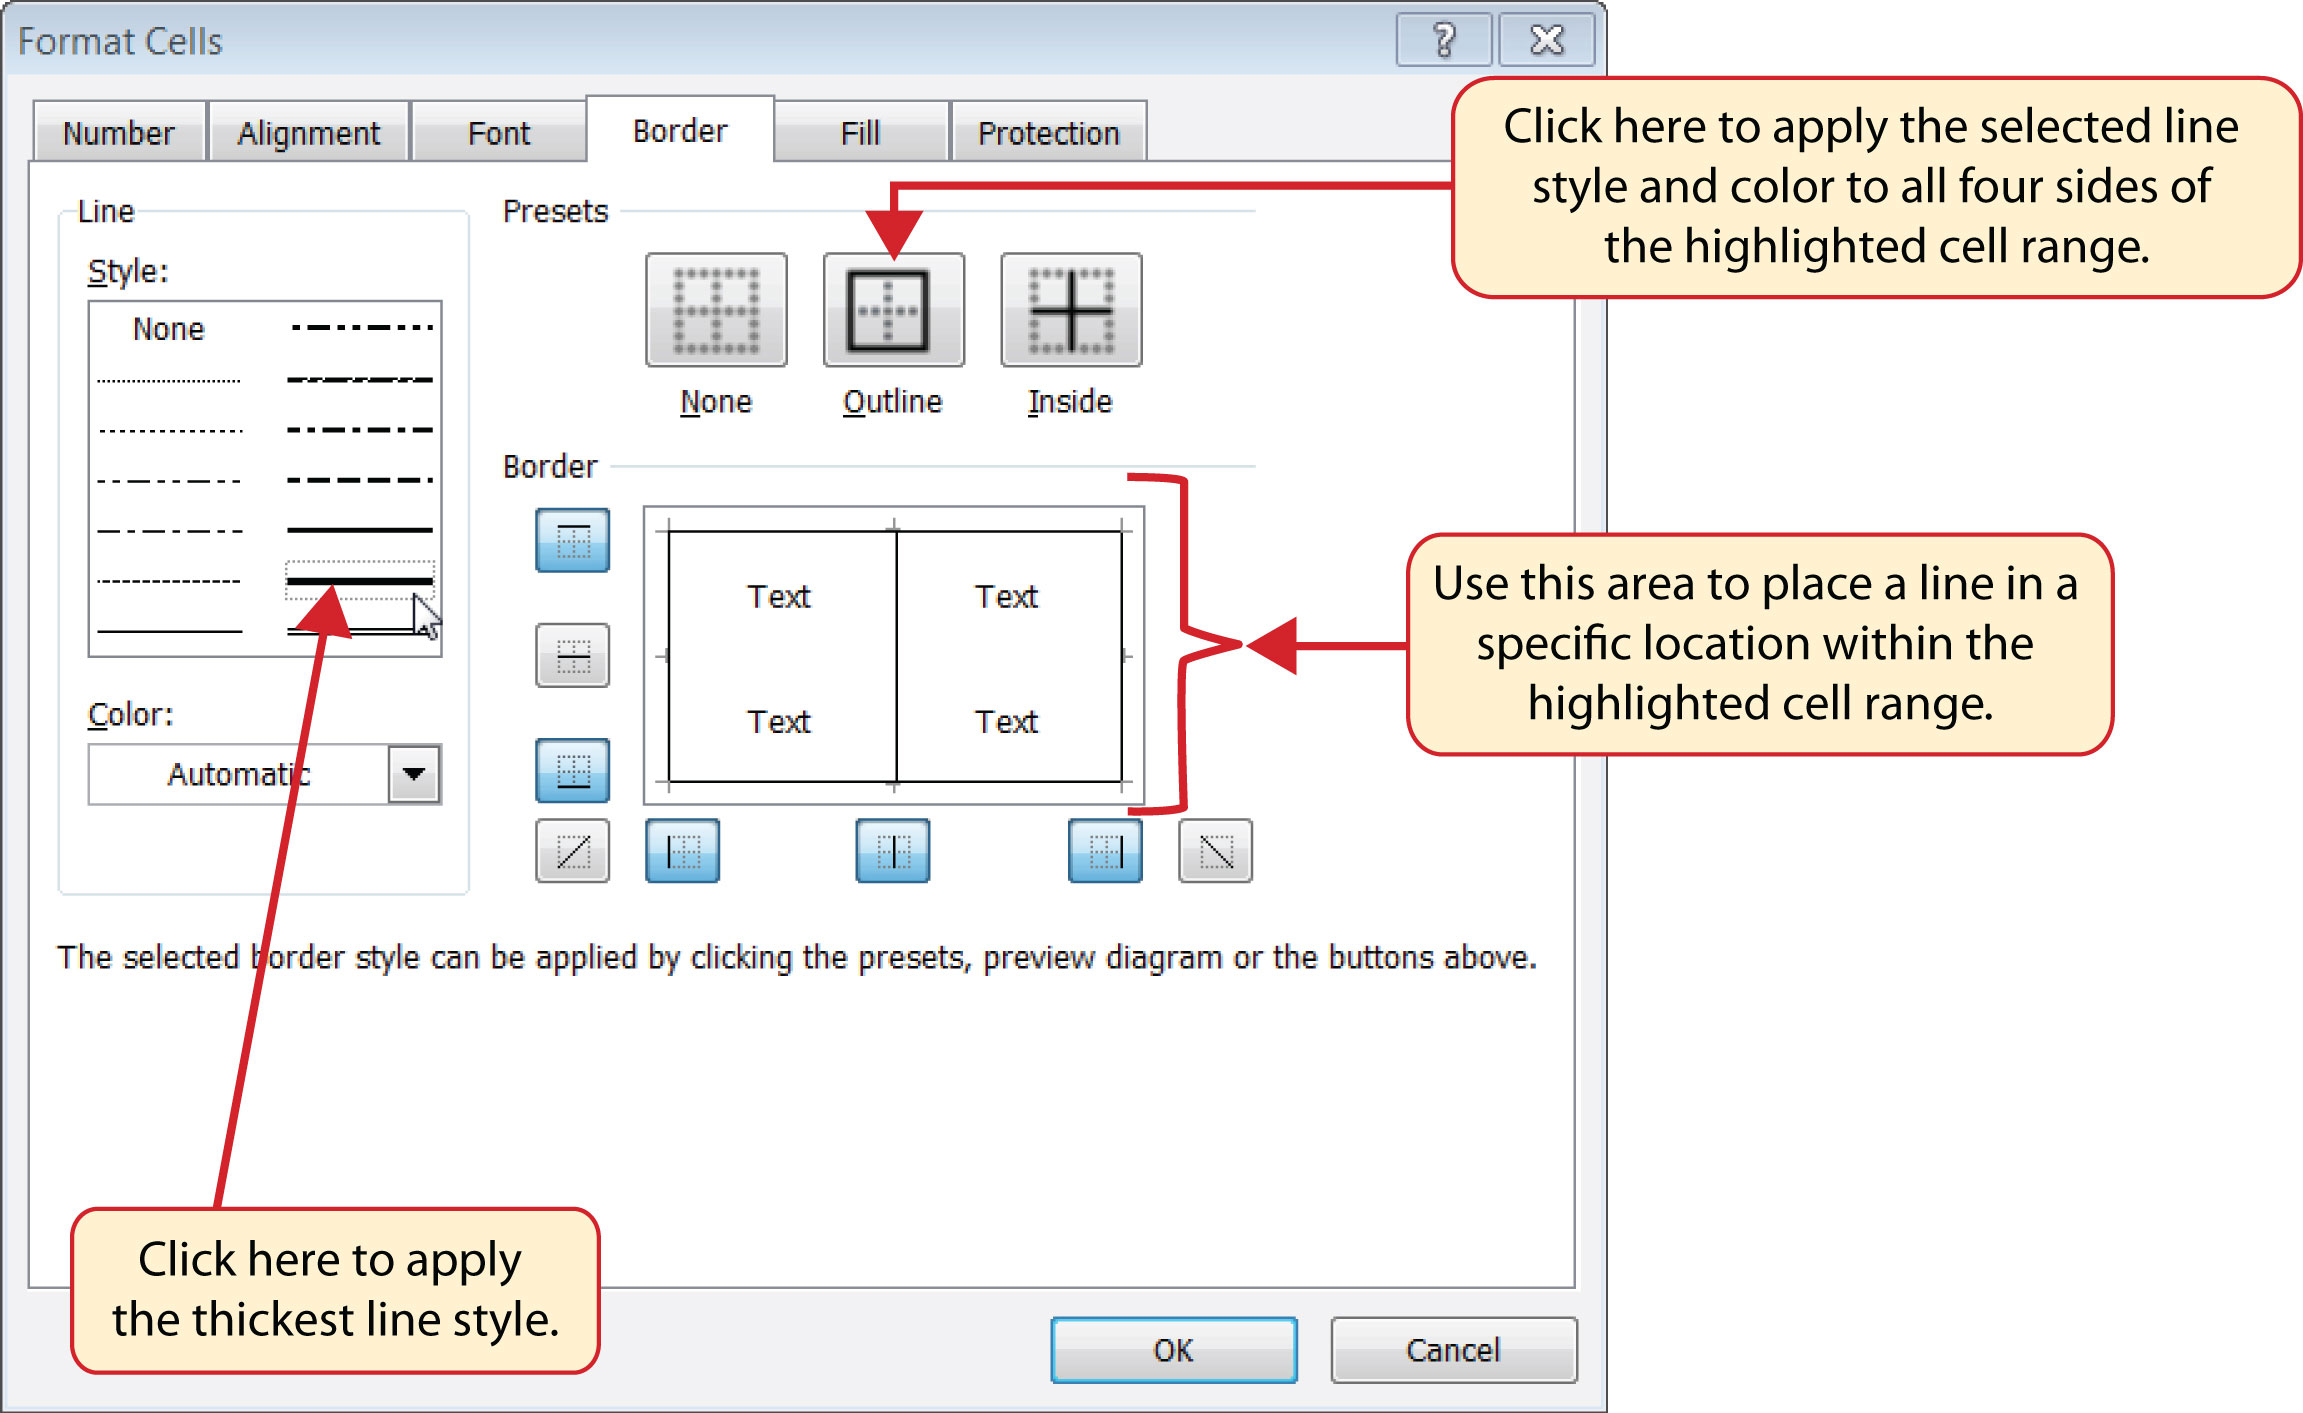 Format Cells
Number Alignment Font Border Fill Protection
Click here to apply the selected line
style and color to all four sides of
the highlighted cell range.
Line
Style:
None
Color:
Automatic
Presets
None Outline Inside
Border
Text Text
Text Text
Use this area to place a line in a
specific location within the
highlighted cell range.
The selected border style can be applied by clicking the presets, preview diagram or the buttons above.
Click here to apply
the thickest line style.
OK Cancel